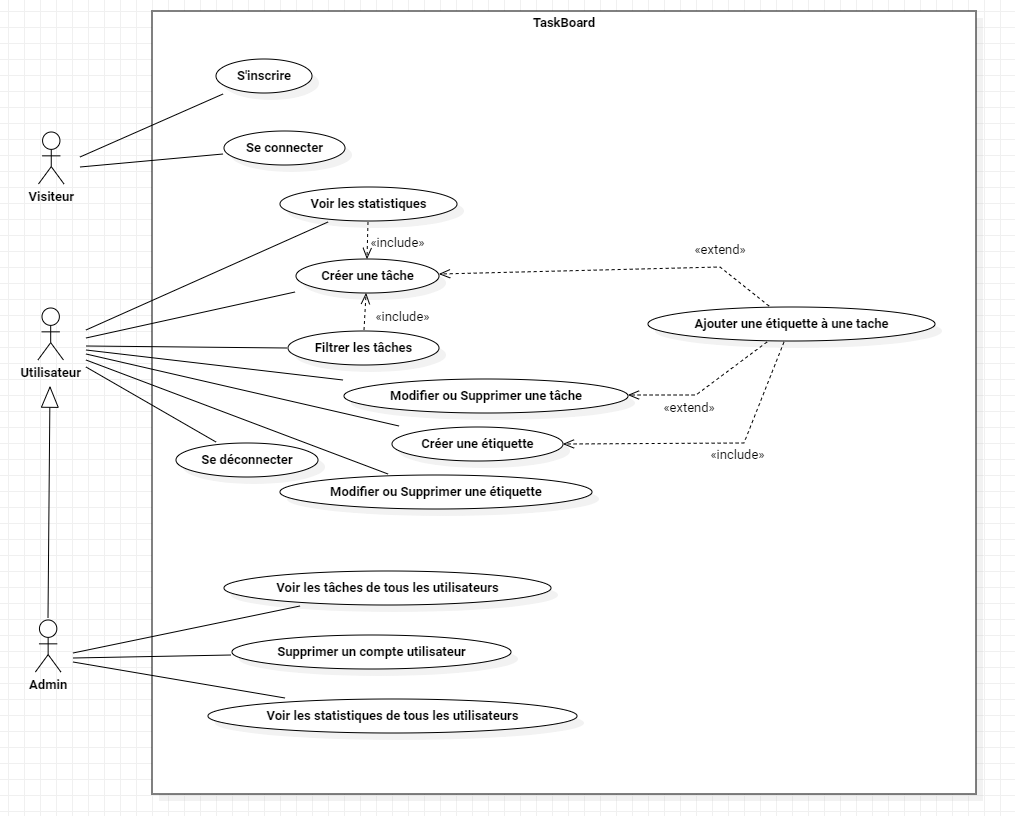 TaskBoard
S'inscrire
Se connecter
Visiteur
Voir les statistiques
«include»
«extend»
Créer une tâche
«include»
Ajouter une étiquette à une tache
Filtrer les tâches
Utilisateur
Modifier ou Supprimer une tâche
«extend»
Créer une étiquette
«include»
Se déconnecter
Modifier ou Supprimer une étiquette
Voir les tâches de tous les utilisateurs
Supprimer un compte utilisateur
Admin
Voir les statistiques de tous les utilisateurs